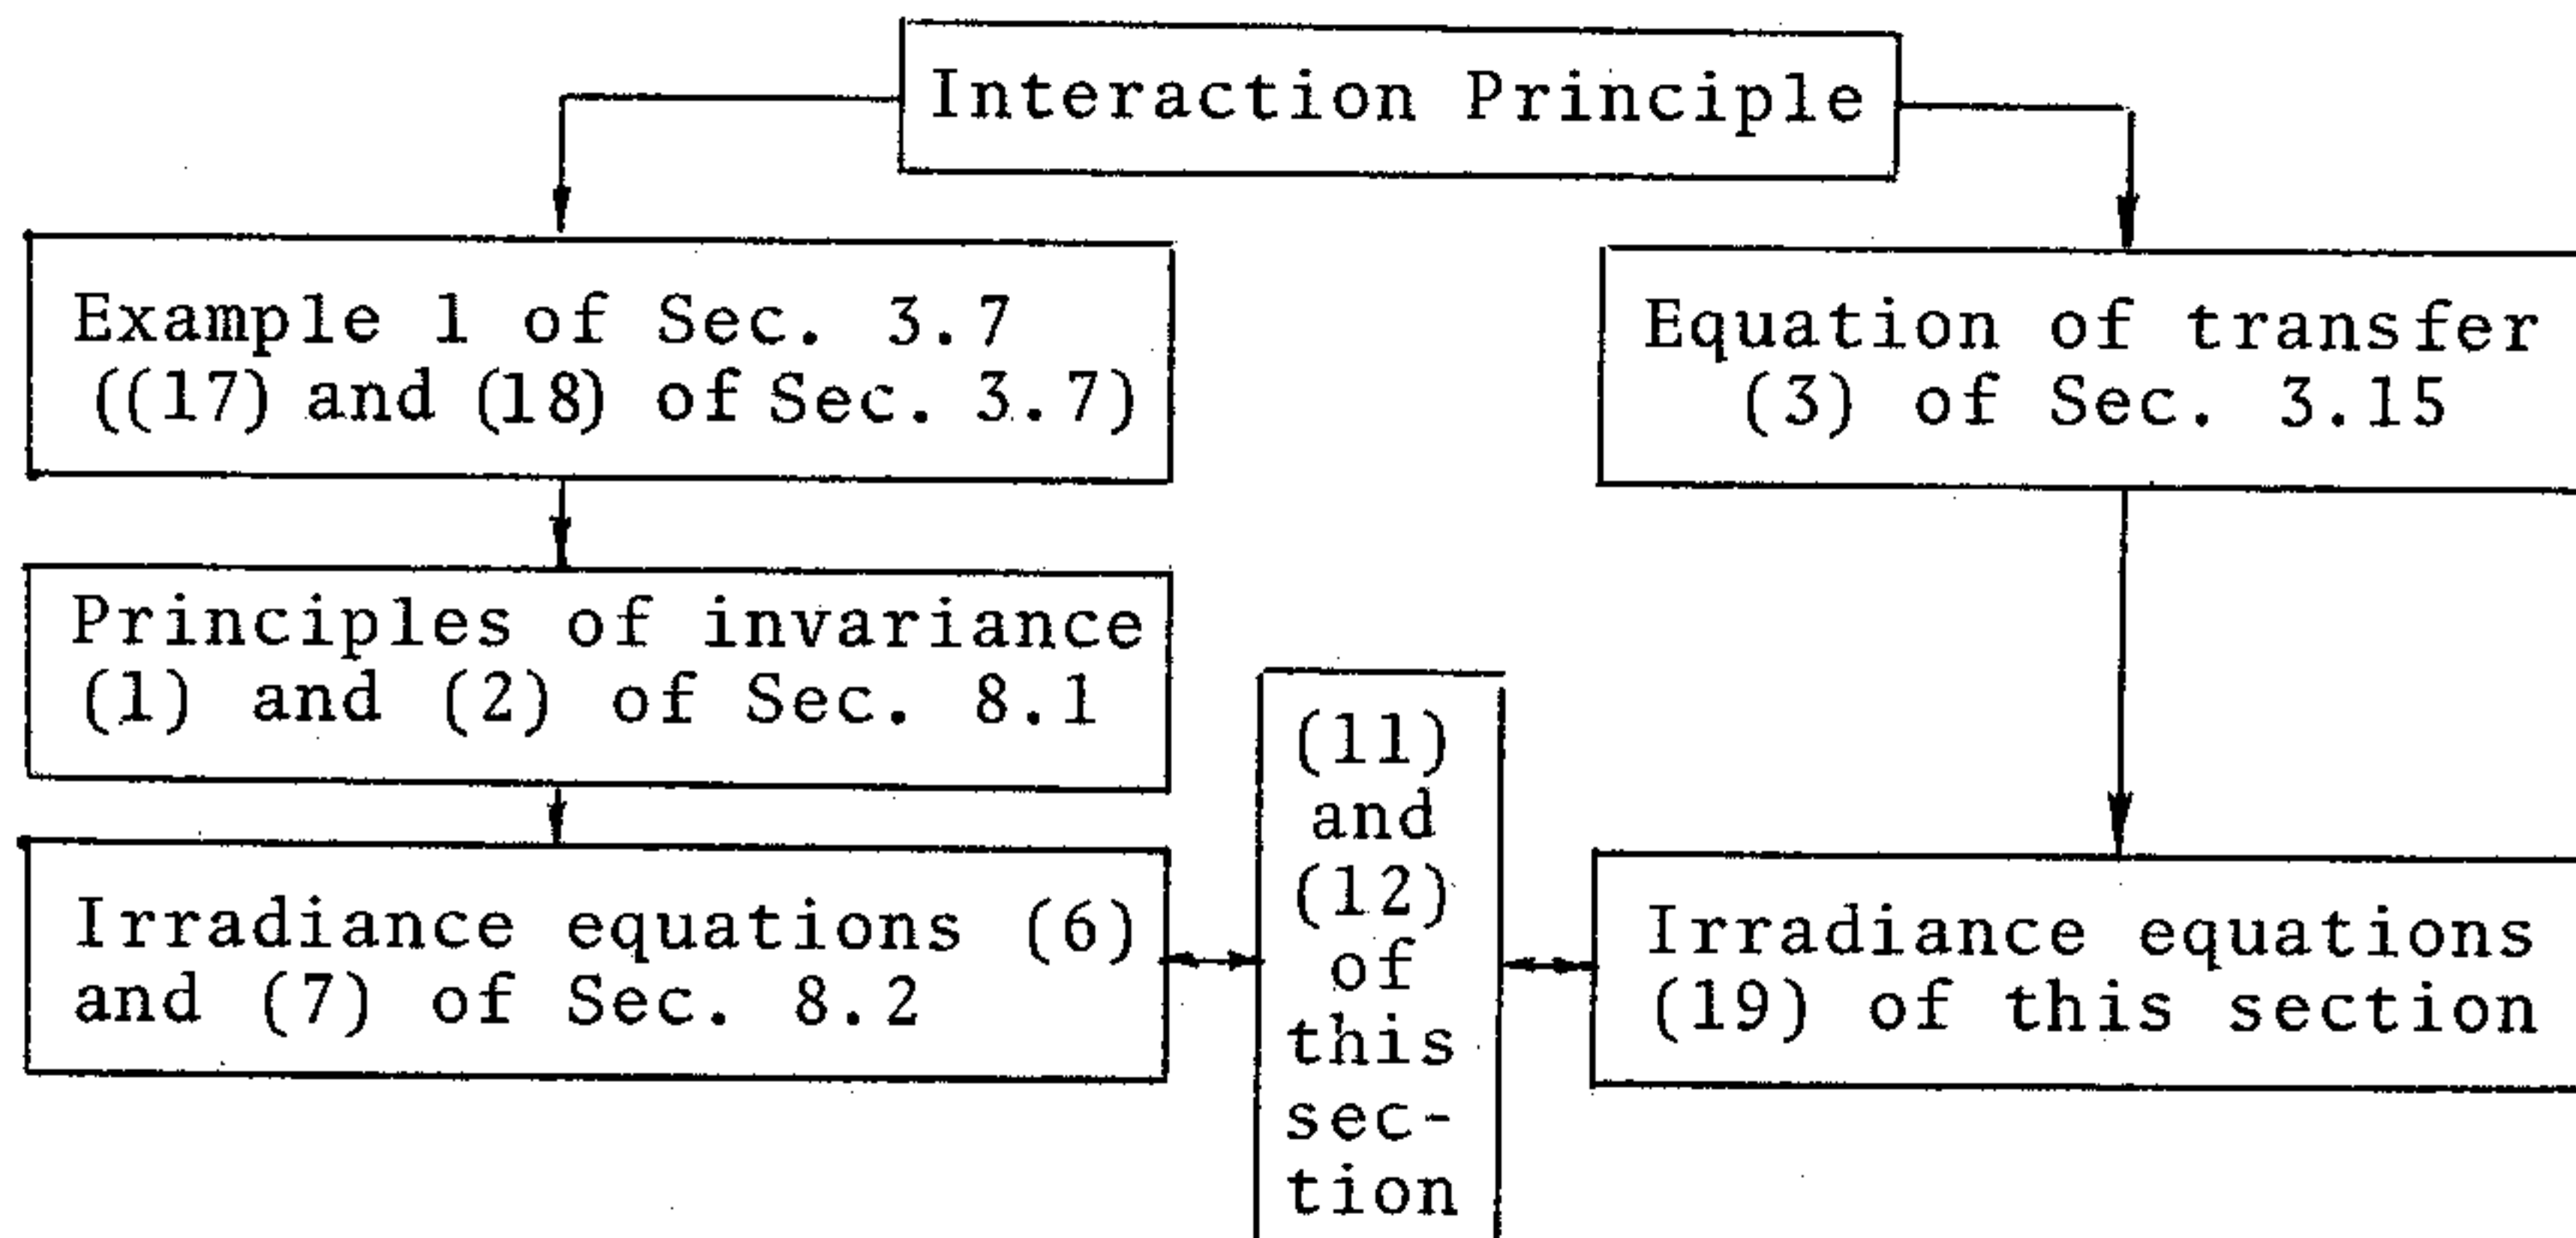 Interaction Principle
Example 1 of Sec. 3.7
((17) and (18) of Sec. 3.7)
Equation of transfer
(3) of Sec. 3.15
Principles of invariance
(1) and (2) of Sec. 8.1
Irradiance equations (6)
and (7) of Sec. 8.2
(11)
and
(12)
of
this
sec-
tion
Irradiance equations
(19) of this section